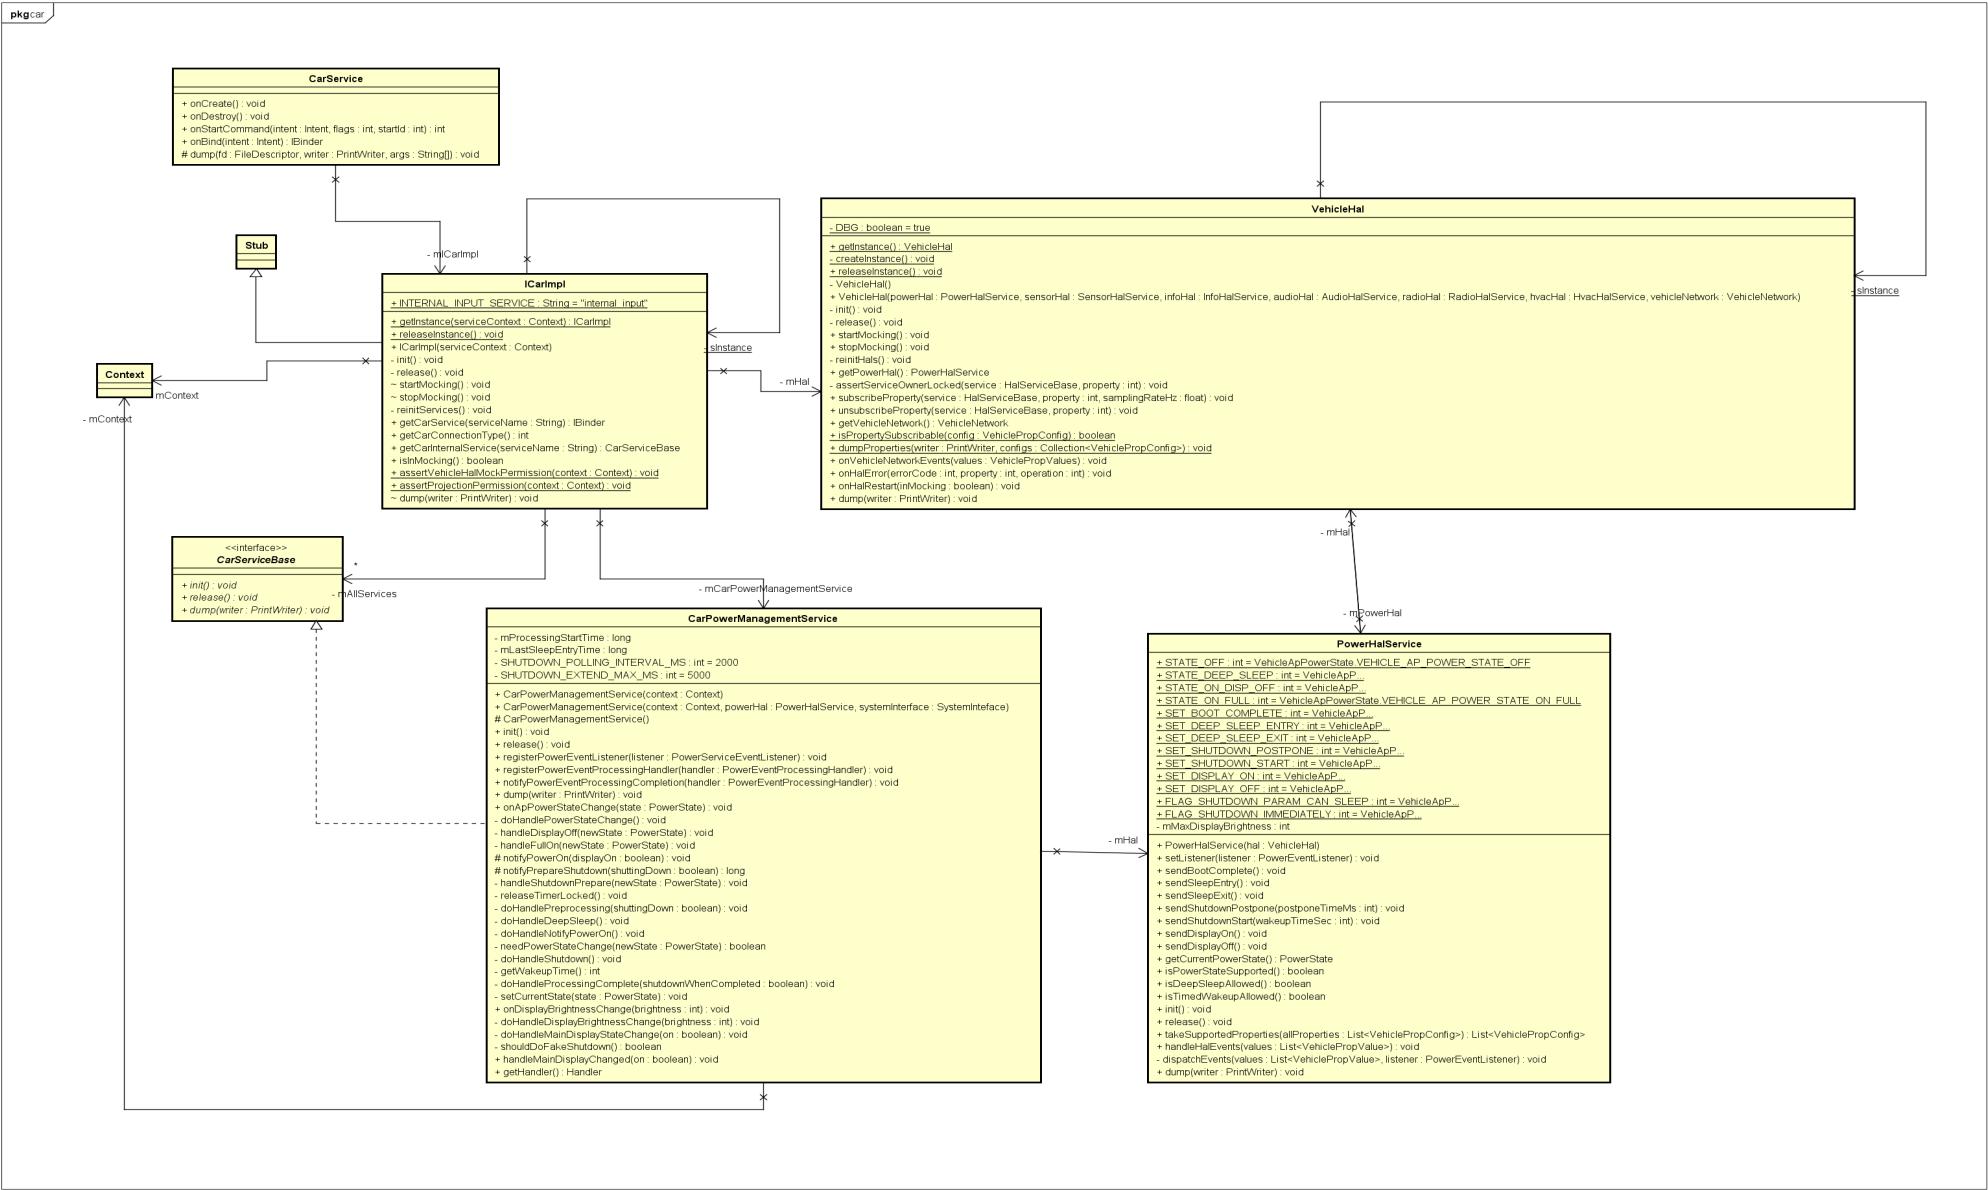 pkg car
CarService
+ onCreate() : void
+ onDestroy() : void
+ onStartCommand(intent : Intent, flags : int, startId : int) : int
+ onBind(intent : Intent) : IBinder
# dump(fd : FileDescriptor, writer : PrintWriter, args : String[]) : void
Stub
Context
- mICarImpl
ICarImpl
+ INTERNAL_INPUT_SERVICE : String = "internal_input"
+ getInstance(serviceContext : Context) : ICarImpl
+ releaseInstance() : void
+ ICarImpl(serviceContext : Context)
- init() : void
- release() : void
~ startMocking() : void
~ stopMocking() : void
- reinitServices() : void
+ getCarService(serviceName : String) : IBinder
+ getCarConnectionType() : int
+ getCarInternalService(serviceName : String) : CarServiceBase
+ isInMocking() : boolean
+ assertVehicleHalMockPermission(context : Context) : void
+ assertProjectionPermission(context : Context) : void
~ dump(writer : PrintWriter) : void
- sInstance
- mHal
mContext
- mContext
VehicleHal
- DBG : boolean = true
+ getInstance() : VehicleHal
- createInstance() : void
+ releaseInstance() : void
- VehicleHal()
+ VehicleHal(powerHal : PowerHalService, sensorHal : SensorHalService, infoHal : InfoHalService, audioHal : AudioHalService, radioHal : RadioHalService, hvacHal : HvacHalService, vehicleNetwork : VehicleNetwork)
- init() : void
- release() : void
+ startMocking() : void
+ stopMocking() : void
- reinitHals() : void
+ getPowerHal() : PowerHalService
- assertServiceOwnerLocked(service : HalServiceBase, property : int) : void
+ subscribeProperty(service : HalServiceBase, property : int, samplingRateHz : float) : void
+ unsubscribeProperty(service : HalServiceBase, property : int) : void
+ getVehicleNetwork() : VehicleNetwork
+ isPropertySubscribable(config : VehiclePropConfig) : boolean
+ dumpProperties(writer : PrintWriter, configs : Collection<VehiclePropConfig>) : void
+ onVehicleNetworkEvents(values : VehiclePropValues) : void
+ onHalError(errorCode : int, property : int, operation : int) : void
+ onHalRestart(inMocking : boolean) : void
+ dump(writer : PrintWriter) : void
- sInstance
- mHal
- mPowerHal
<<interface>>
CarServiceBase
+ init() : void
+ release() : void
+ dump(writer : PrintWriter) : void
*
- mAllServices
- mCarPowerManagementService
CarPowerManagementService
- mProcessingStartTime : long
- mLastSleepEntryTime : long
- SHUTDOWN_POLLING_INTERVAL_MS : int = 2000
- SHUTDOWN_EXTEND_MAX_MS : int = 5000
+ CarPowerManagementService(context : Context)
+ CarPowerManagementService(context : Context, powerHal : PowerHalService, systemInterface : SystemInteface)
# CarPowerManagementService()
+ init() : void
+ release() : void
+ registerPowerEventListener(listener : PowerServiceEventListener) : void
+ registerPowerEventProcessingHandler(handler : PowerEventProcessingHandler) : void
+ notifyPowerEventProcessingCompletion(handler : PowerEventProcessingHandler) : void
+ dump(writer : PrintWriter) : void
+ onApPowerStateChange(state : PowerState) : void
- doHandlePowerStateChange() : void
- handleDisplayOff(newState : PowerState) : void
- handleFullOn(newState : PowerState) : void
# notifyPowerOn(displayOn : boolean) : void
# notifyPrepareShutdown(shuttingDown : boolean) : long
- handleShutdownPrepare(newState : PowerState) : void
- releaseTimerLocked() : void
- doHandlePreprocessing(shuttingDown : boolean) : void
- doHandleDeepSleep() : void
- doHandleNotifyPowerOn() : void
- needPowerStateChange(newState : PowerState) : boolean
- doHandleShutdown() : void
- getWakeupTime() : int
- doHandleProcessingComplete(shutdownWhenCompleted : boolean) : void
- setCurrentState(state : PowerState) : void
+ onDisplayBrightnessChange(brightness : int) : void
- doHandleDisplayBrightnessChange(brightness : int) : void
- doHandleMainDisplayStateChange(on : boolean) : void
- shouldDoFakeShutdown() : boolean
+ handleMainDisplayChanged(on : boolean) : void
+ getHandler() : Handler
- mHal
PowerHalService
+ STATE_OFF : int = VehicleApPowerState.VEHICLE_AP_POWER_STATE_OFF
+ STATE_DEEP_SLEEP : int = VehicleApP...
+ STATE_ON_DISP_OFF : int = VehicleApP...
+ STATE_ON_FULL : int = VehicleApPowerState.VEHICLE_AP_POWER_STATE_ON_FULL
+ SET_BOOT_COMPLETE : int = VehicleApP...
+ SET_DEEP_SLEEP_ENTRY : int = VehicleApP...
+ SET_DEEP_SLEEP_EXIT : int = VehicleApP...
+ SET_SHUTDOWN_POSTPONE : int = VehicleApP...
+ SET_SHUTDOWN_START : int = VehicleApP...
+ SET_DISPLAY_ON : int = VehicleApP...
+ SET_DISPLAY_OFF : int = VehicleApP...
+ FLAG_SHUTDOWN_PARAM_CAN_SLEEP : int = VehicleApP...
+ FLAG_SHUTDOWN_IMMEDIATELY : int = VehicleApP...
- mMaxDisplayBrightness : int
+ PowerHalService(hal : VehicleHal)
+ setListener(listener : PowerEventListener) : void
+ sendBootComplete() : void
+ sendSleepEntry() : void
+ sendSleepExit() : void
+ sendShutdownPostpone(postponeTimeMs : int) : void
+ sendShutdownStart(wakeupTimeSec : int) : void
+ sendDisplayOn() : void
+ sendDisplayOff() : void
+ getCurrentPowerState() : PowerState
+ isPowerStateSupported() : boolean
+ isDeepSleepAllowed() : boolean
+ isTimedWakeupAllowed() : boolean
+ init() : void
+ release() : void
+ takeSupportedProperties(allProperties : List<VehiclePropConfig>) : List<VehiclePropConfig>
+ handleHalEvents(values : List<VehiclePropValue>) : void
- dispatchEvents(values : List<VehiclePropValue>, listener : PowerEventListener) : void
+ dump(writer : PrintWriter) : void